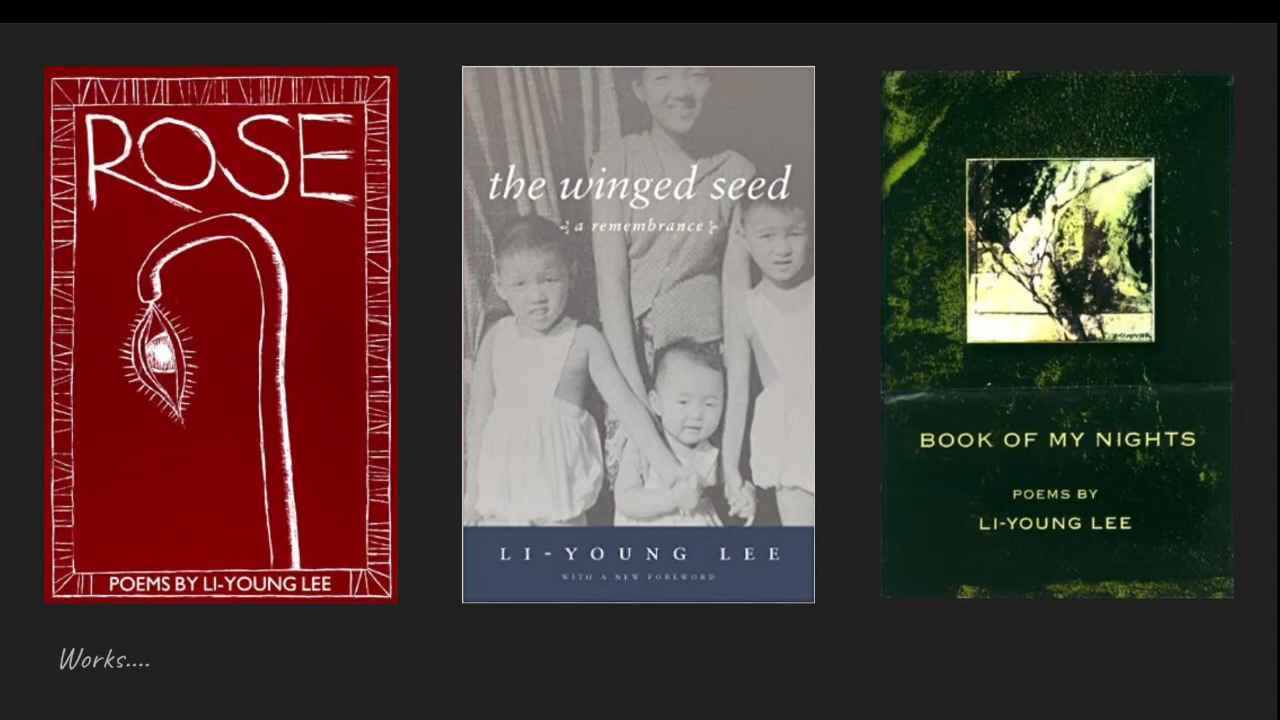 ROSE
POEMS BY LI-YOUNG LEE
the winged seed
a remembrance
LI-YOUNG LEE
WITH A NEW FOREWORD
BOOK OF MY NIGHTS
POEMS BY
LI-YOUNG LEE
Works....